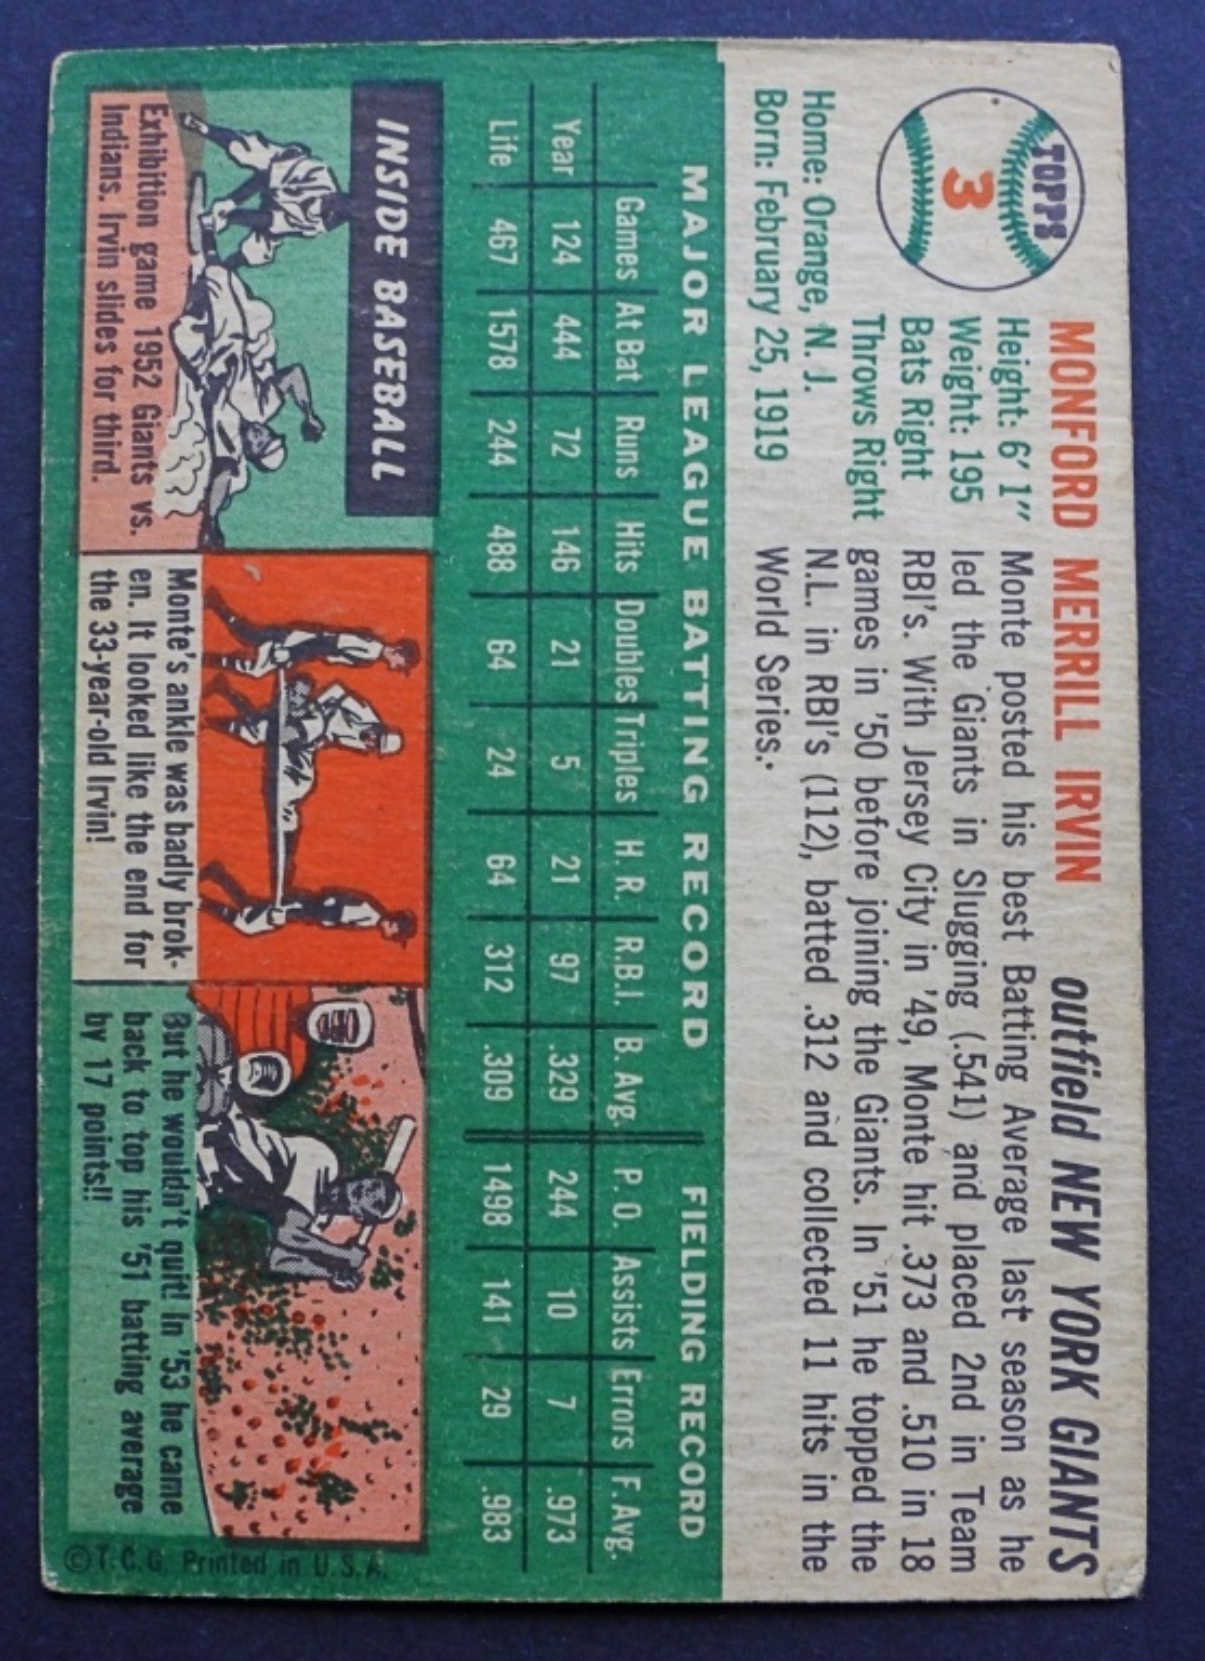 TOPPS
3
MONFORD MERRILL IRVIN
outfield NEW YORK GIANTS
Height: 6' 1"
Weight: 195
Bats Right
Throws Right
Home: Orange, N. J.
Born: February 25, 1919
Monte posted his best Batting Average last season as he
led the Giants in Slugging (.541) and placed 2nd in Team
RBI's. With Jersey City in '49, Monte hit .373 and .510 in 18
games in '50 before joining the Giants. In '51 he topped the
N.L. in RBI's (112), batted .312 and collected 11 hits in the
World Series.
MAJOR LEAGUE BATTING RECORD FIELDING RECORD
Games At Bat Runs Hits Doubles Triples H. R. R.B.I. B. Avg. P. O. Assists Errors F. Avg.
Year 124 444 72 146 21 5 21 97 .329 244 10 7 .973
Life 467 1578 244 488 64 24 64 312 .309 1498 141 29 .983
INSIDE BASEBALL
Exhibition game 1952 Giants vs.
Indians. Irvin slides for third.
Monte's ankle was badly brok-
en. It looked like the end for
the 33-year-old Irvin!
But he wouldn't quit! In '53 he came
back to top his '51 batting average
by 17 points!!
©T.C.G. Printed in U.S.A.